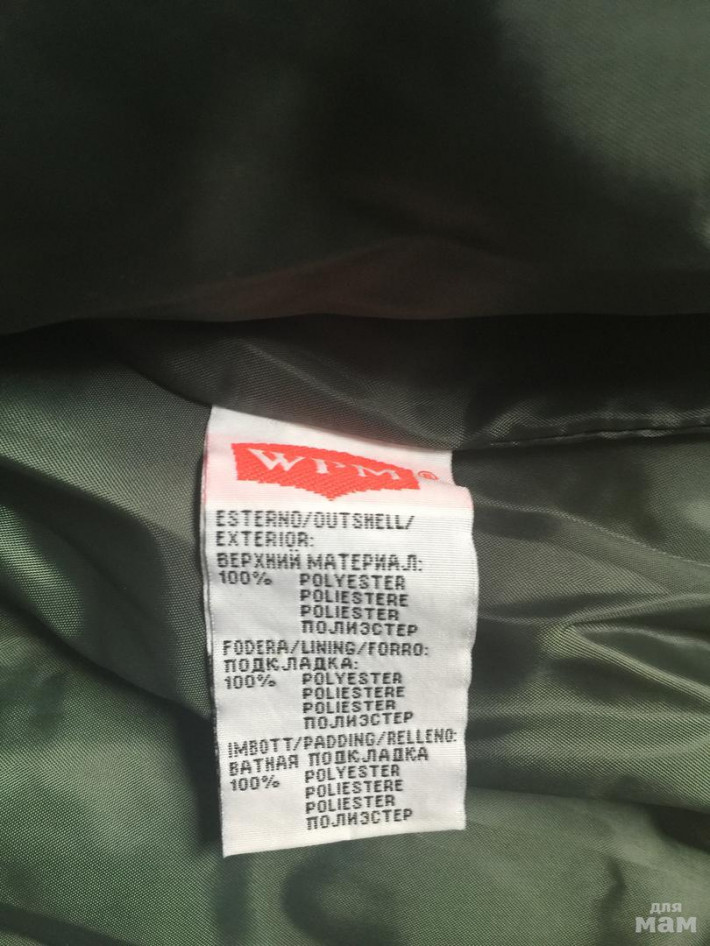 WPM®
ESTERNO/OUTSHELL/
EXTERIOR:
ВЕРХНИЙ МАТЕРИАЛ:
100% POLYESTER
POLIESTERE
POLIESTER
ПОЛИЭСТЕР
FODERA/LINING/FORRO:
ПОДКЛАДКА:
100% POLYESTER
POLIESTERE
POLIESTER
ПОЛИЭСТЕР
IMBOTT/PADDING/RELLENO:
ВАТНАЯ ПОДКЛАДКА
100% POLYESTER
POLIESTERE
POLIESTER
ПОЛИЭСТЕР
для
мам